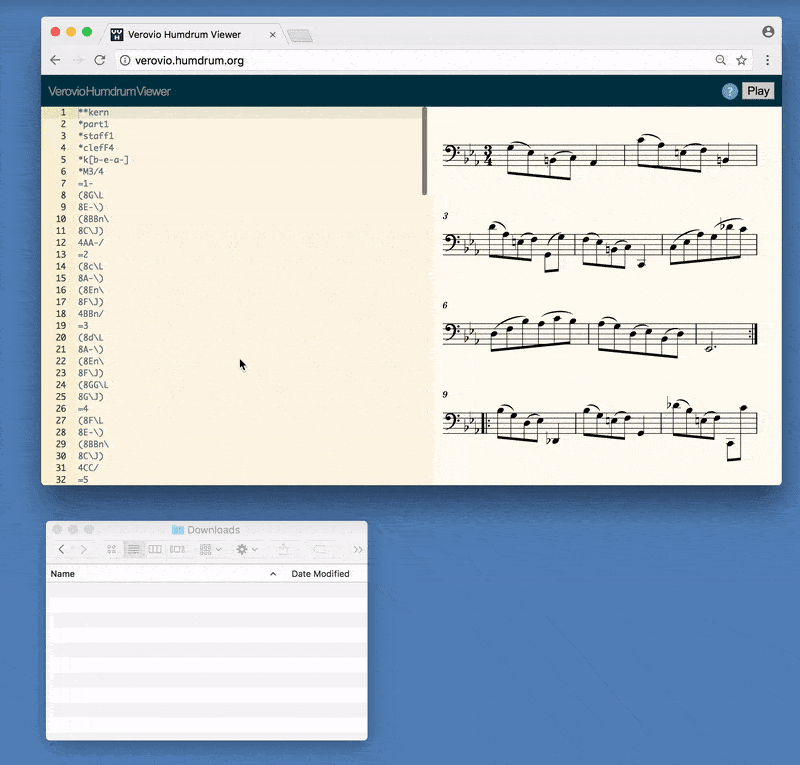 Verovio Humdrum Viewer
verovio.humdrum.org
VerovioHumdrumViewer
? Play
1 **kern
2 *part1
3 *staff1
4 *clefF4
5 *k[b-e-a-]
6 *M3/4
7 =1-
8 (8G\L
9 8E-\)
10 (8BBn\
11 8C\J)
12 4AA-/
13 =2
14 (8c\L
15 8A-\)
16 (8En\
17 8F\J)
18 4BBn/
19 =3
20 (8d\L
21 8A-\)
22 (8En\
23 8F\J)
24 (8GG\L
25 8G\J)
26 =4
27 (8F\L
28 8E-\)
29 (8BBn\
30 8C\J)
31 4CC/
32 =5
3
4
3
6
9
Downloads
Name Date Modified